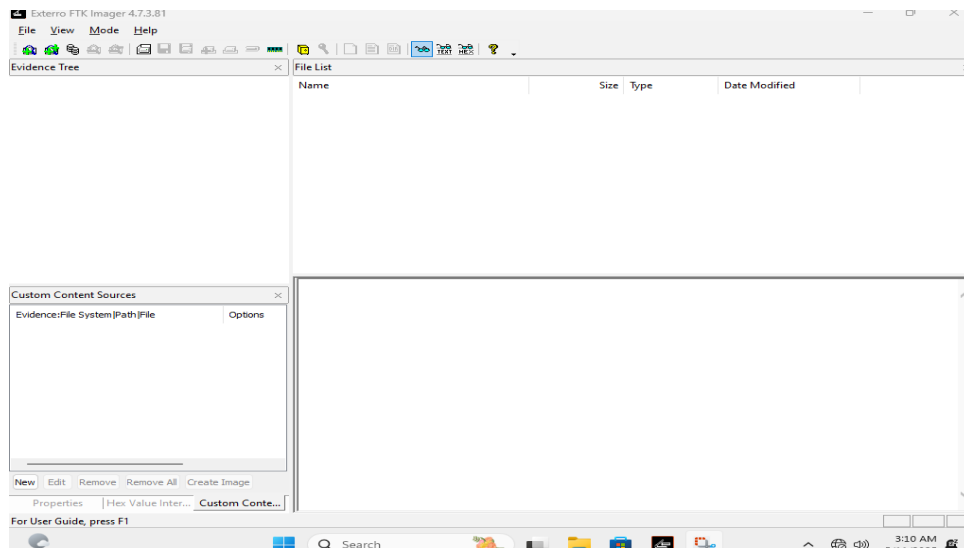 Exterro FTK Imager 4.7.3.81
File View Mode Help
TEXT HEX
Evidence Tree
File List
Name Size Type Date Modified
Custom Content Sources
Evidence:File System|Path|File Options
New Edit Remove Remove All Create Image
Properties Hex Value Inter... Custom Conte...
For User Guide, press F1
Search
3:10 AM